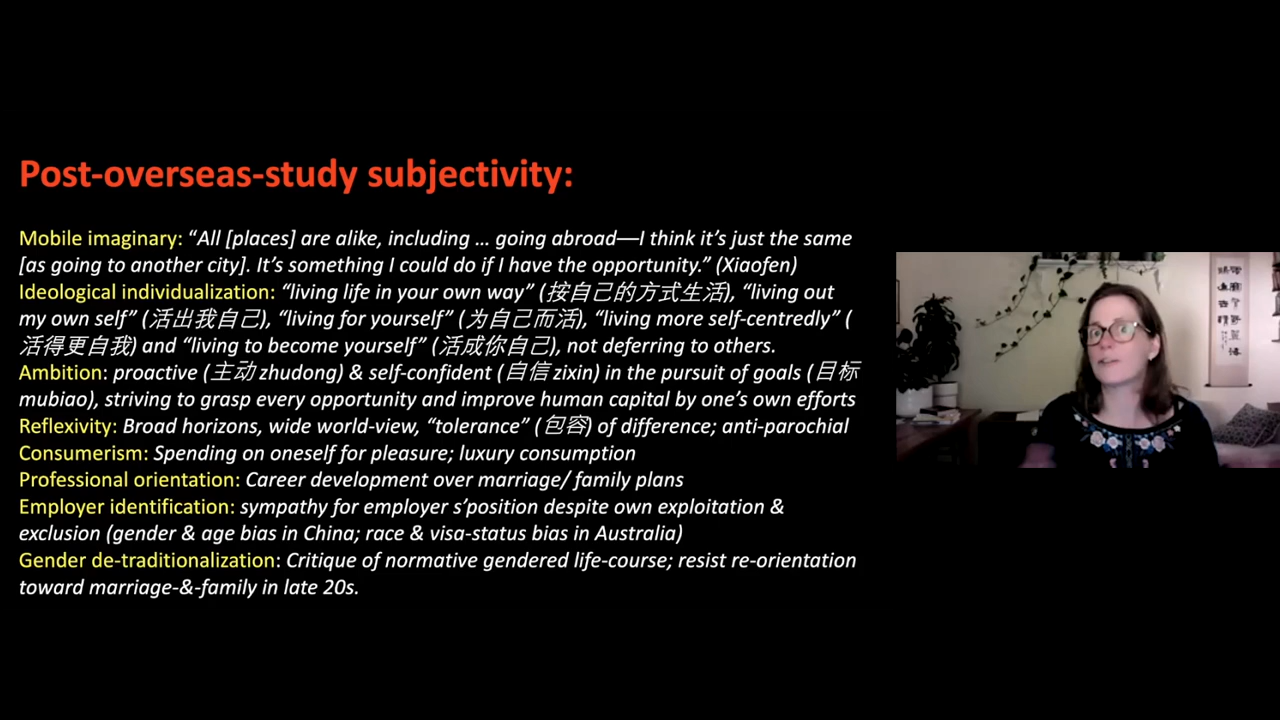 Post-overseas-study subjectivity:
Mobile imaginary: “All [places] are alike, including … going abroad—I think it’s just the same
[as going to another city]. It’s something I could do if I have the opportunity.” (Xiaofen)
Ideological individualization: “living life in your own way” (按自己的方式生活), “living out
my own self” (活出我自己), “living for yourself” (为自己而活), “living more self-centredly” (
活得更自我) and “living to become yourself” (活成你自己), not deferring to others.
Ambition: proactive (主动 zhudong) & self-confident (自信 zixin) in the pursuit of goals (目标
mubiao), striving to grasp every opportunity and improve human capital by one’s own efforts
Reflexivity: Broad horizons, wide world-view, “tolerance” (包容) of difference; anti-parochial
Consumerism: Spending on oneself for pleasure; luxury consumption
Professional orientation: Career development over marriage/ family plans
Employer identification: sympathy for employer s’position despite own exploitation &
exclusion (gender & age bias in China; race & visa-status bias in Australia)
Gender de-traditionalization: Critique of normative gendered life-course; resist re-orientation
toward marriage-&-family in late 20s.